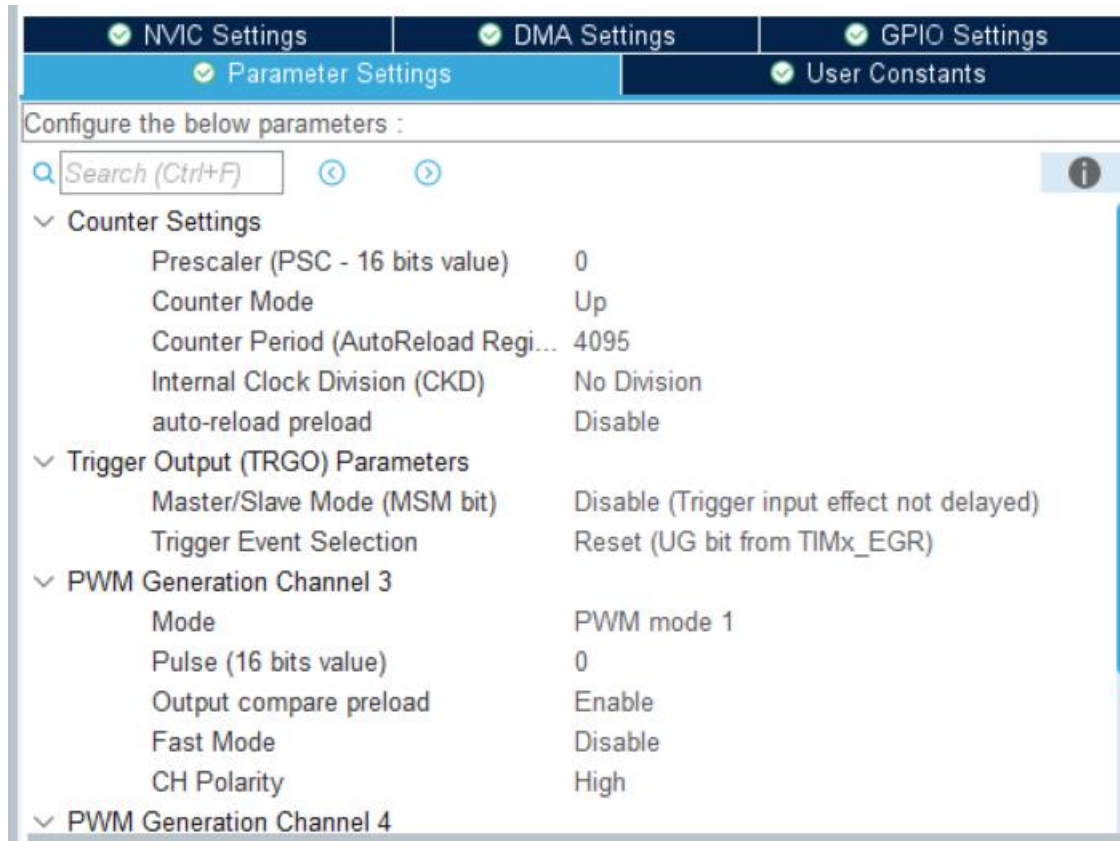 NVIC Settings DMA Settings GPIO Settings
Parameter Settings User Constants
Configure the below parameters :
Search (Ctrl+F)
Counter Settings
Prescaler (PSC - 16 bits value) 0
Counter Mode Up
Counter Period (AutoReload Regi... 4095
Internal Clock Division (CKD) No Division
auto-reload preload Disable
Trigger Output (TRGO) Parameters
Master/Slave Mode (MSM bit) Disable (Trigger input effect not delayed)
Trigger Event Selection Reset (UG bit from TIMx_EGR)
PWM Generation Channel 3
Mode PWM mode 1
Pulse (16 bits value) 0
Output compare preload Enable
Fast Mode Disable
CH Polarity High
PWM Generation Channel 4